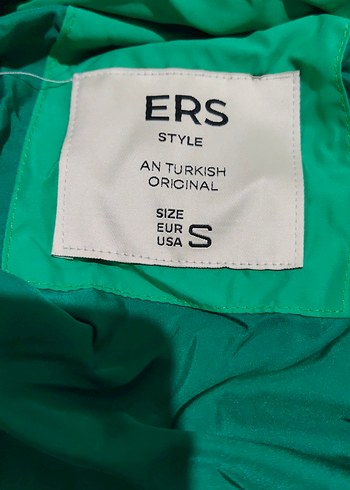 ERS
STYLE
AN TURKISH
ORIGINAL
SIZE
EUR
USA S